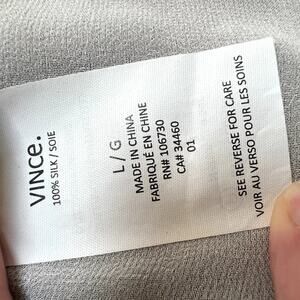 VINCE.
100% SILK / SOIE
L / G
MADE IN CHINA
FABRIQUÉ EN CHINE
RN# 106730
CA# 34460
01
SEE REVERSE FOR CARE
VOIR AU VERSO POUR LES SOINS